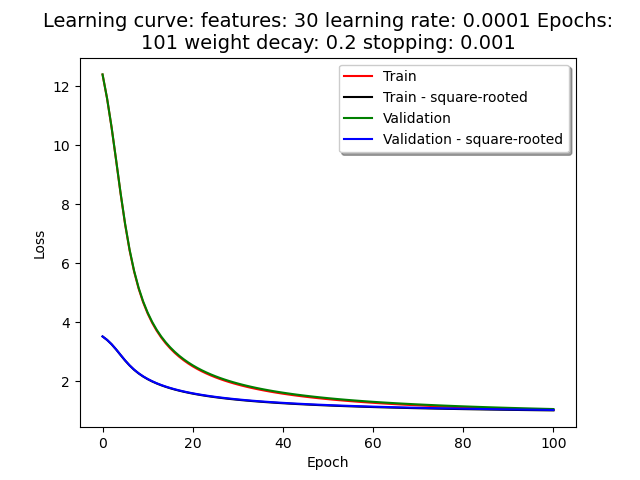 Learning curve: features: 30 learning rate: 0.0001 Epochs:
101 weight decay: 0.2 stopping: 0.001
Train
Train - square-rooted
Validation
Validation - square-rooted
Loss
12
10
8
6
4
2
0 20 40 60 80 100
Epoch